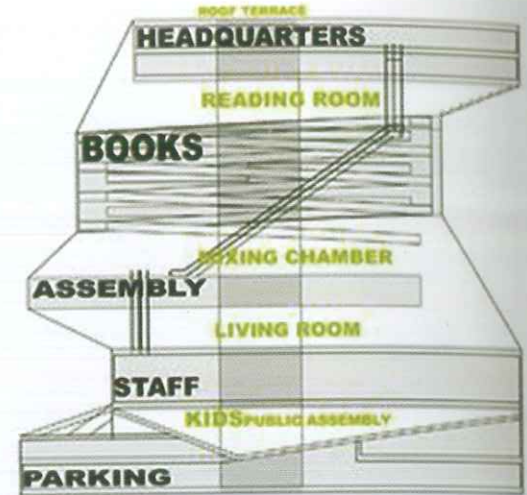 ROOF TERRACE
HEADQUARTERS
READING ROOM
BOOKS
MIXING CHAMBER
ASSEMBLY
LIVING ROOM
STAFF
KIDS PUBLIC ASSEMBLY
PARKING